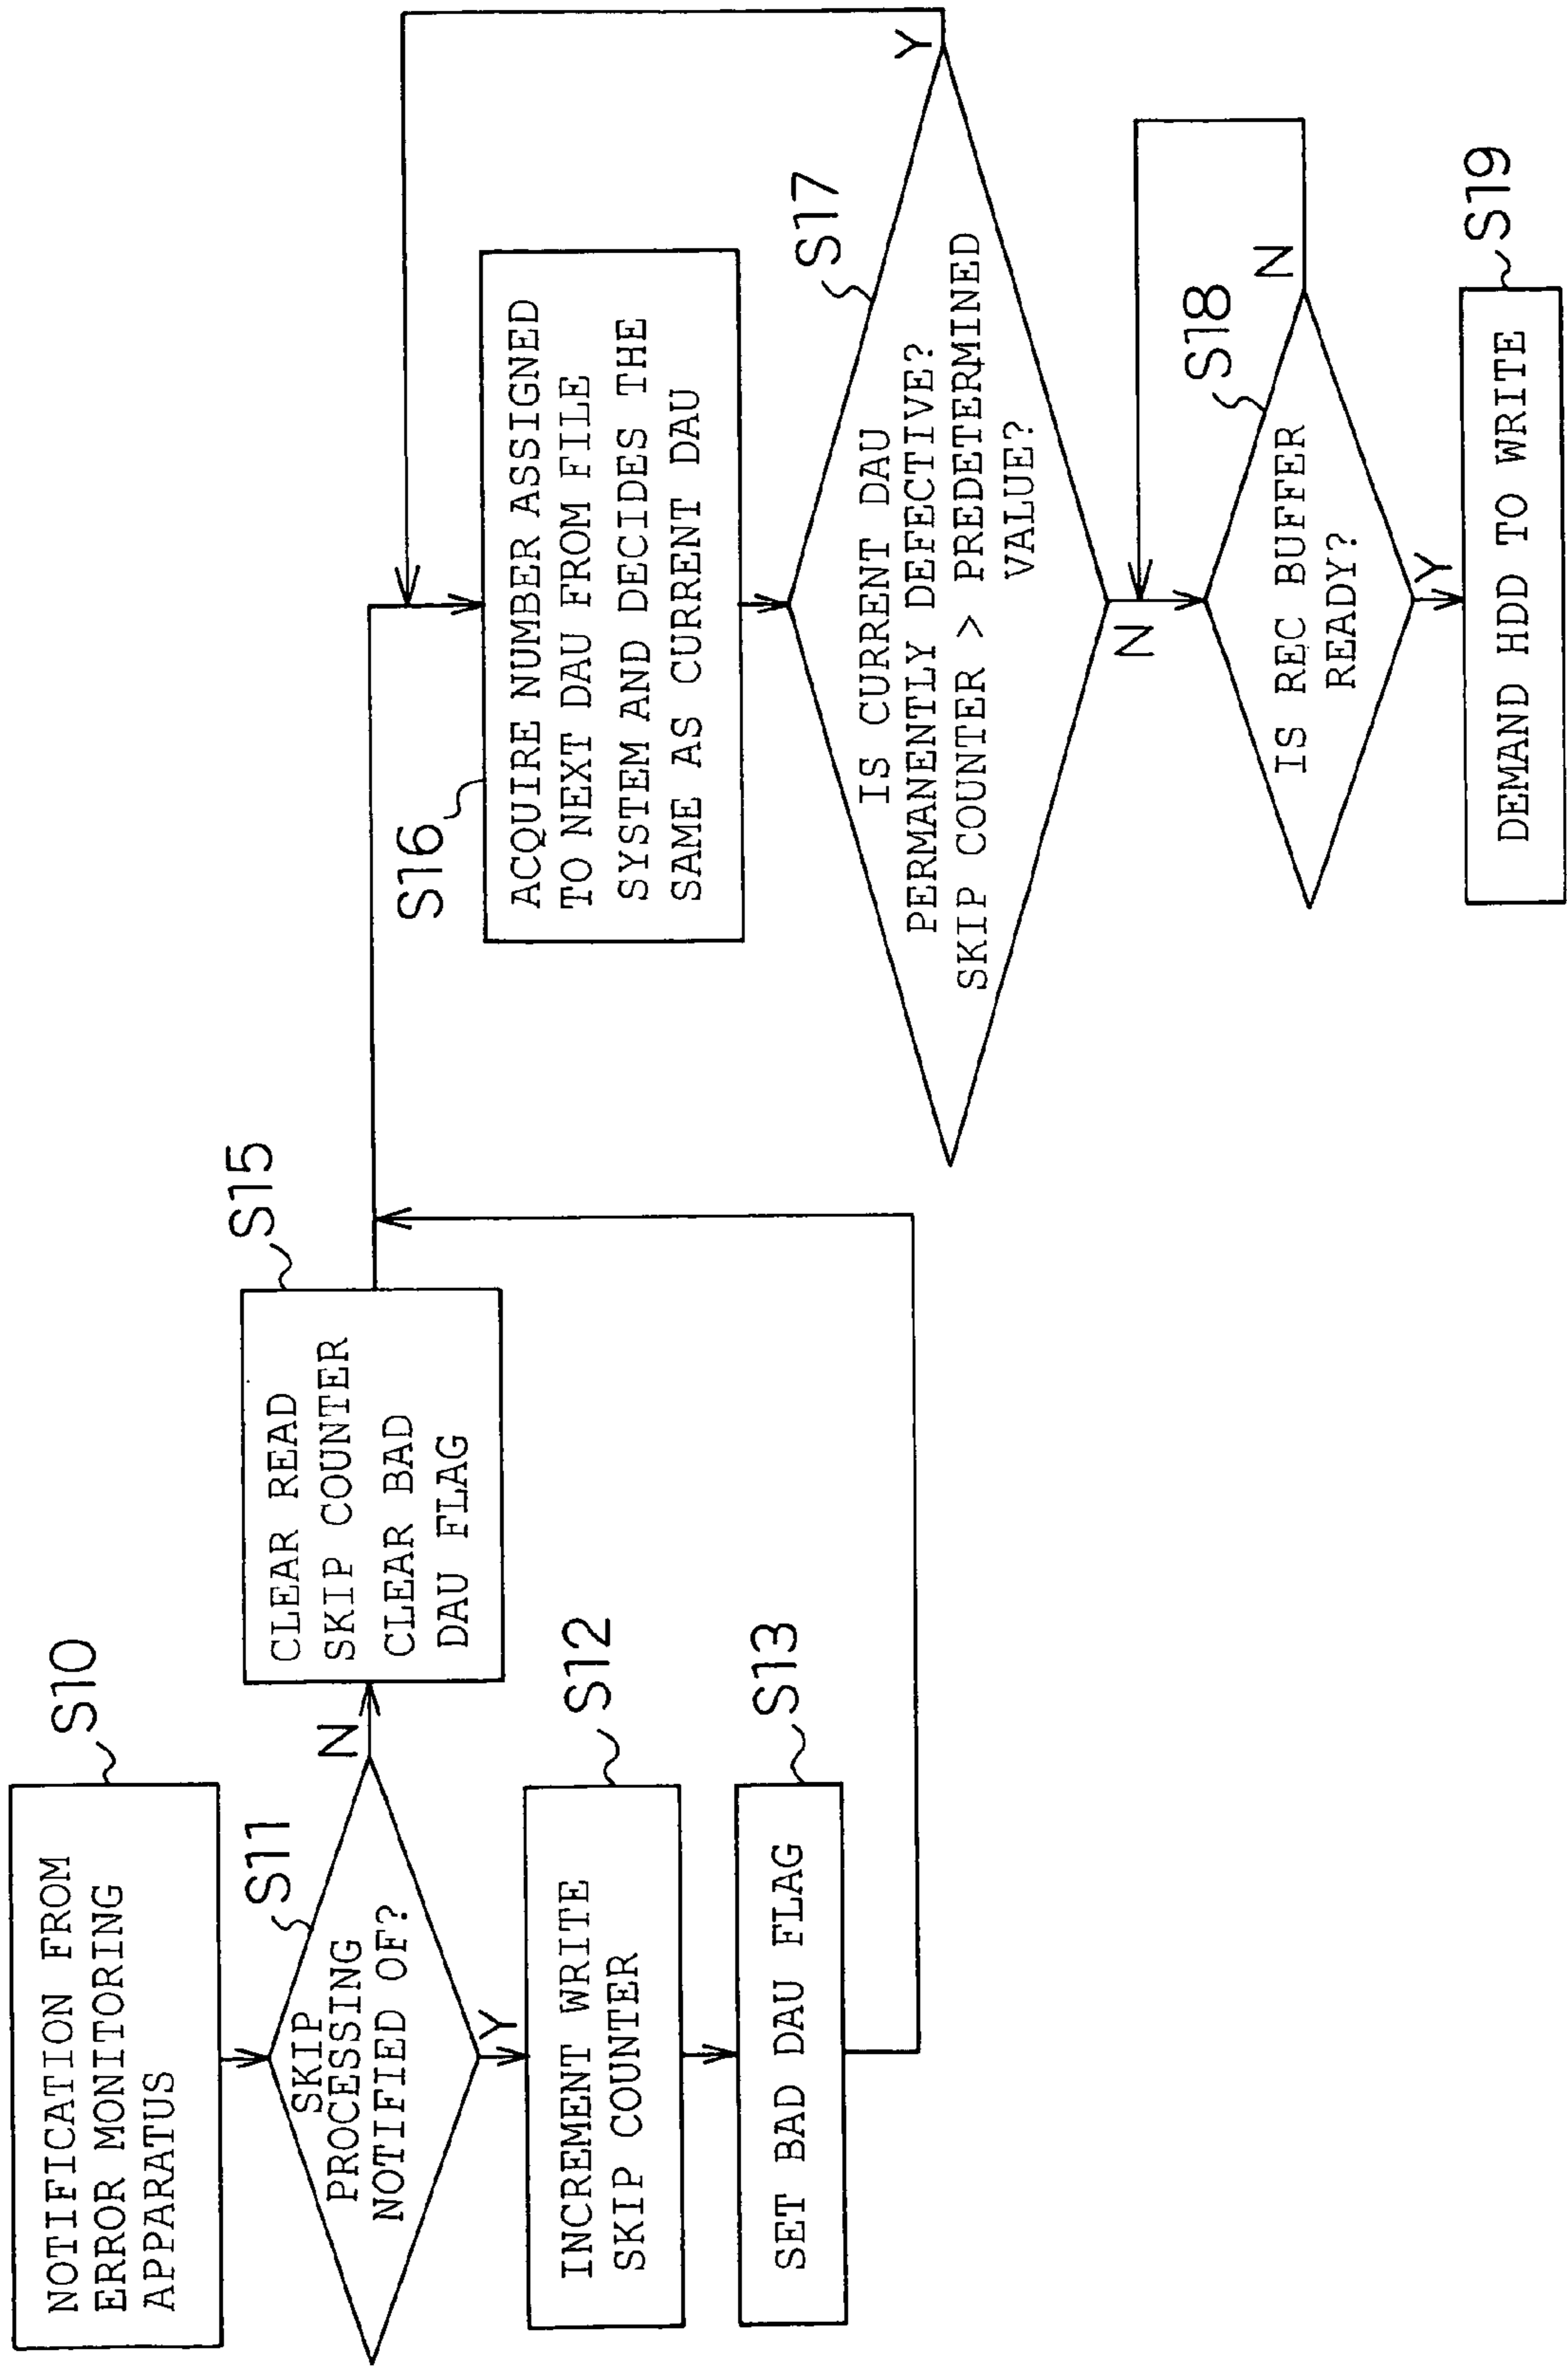 S10
NOTIFICATION FROM
ERROR MONITORING
APPARATUS
S11
SKIP
PROCESSING
NOTIFIED OF?
N
Y
S12
INCREMENT WRITE
SKIP COUNTER
S13
SET BAD DAU FLAG
S15
CLEAR READ
SKIP COUNTER
CLEAR BAD
DAU FLAG
S16
ACQUIRE NUMBER ASSIGNED
TO NEXT DAU FROM FILE
SYSTEM AND DECIDES THE
SAME AS CURRENT DAU
S17
IS CURRENT DAU
PERMANENTLY DEFECTIVE?
SKIP COUNTER > PREDETERMINED
VALUE?
Y
N
S18
IS REC BUFFER
READY?
N
Y
S19
DEMAND HDD TO WRITE